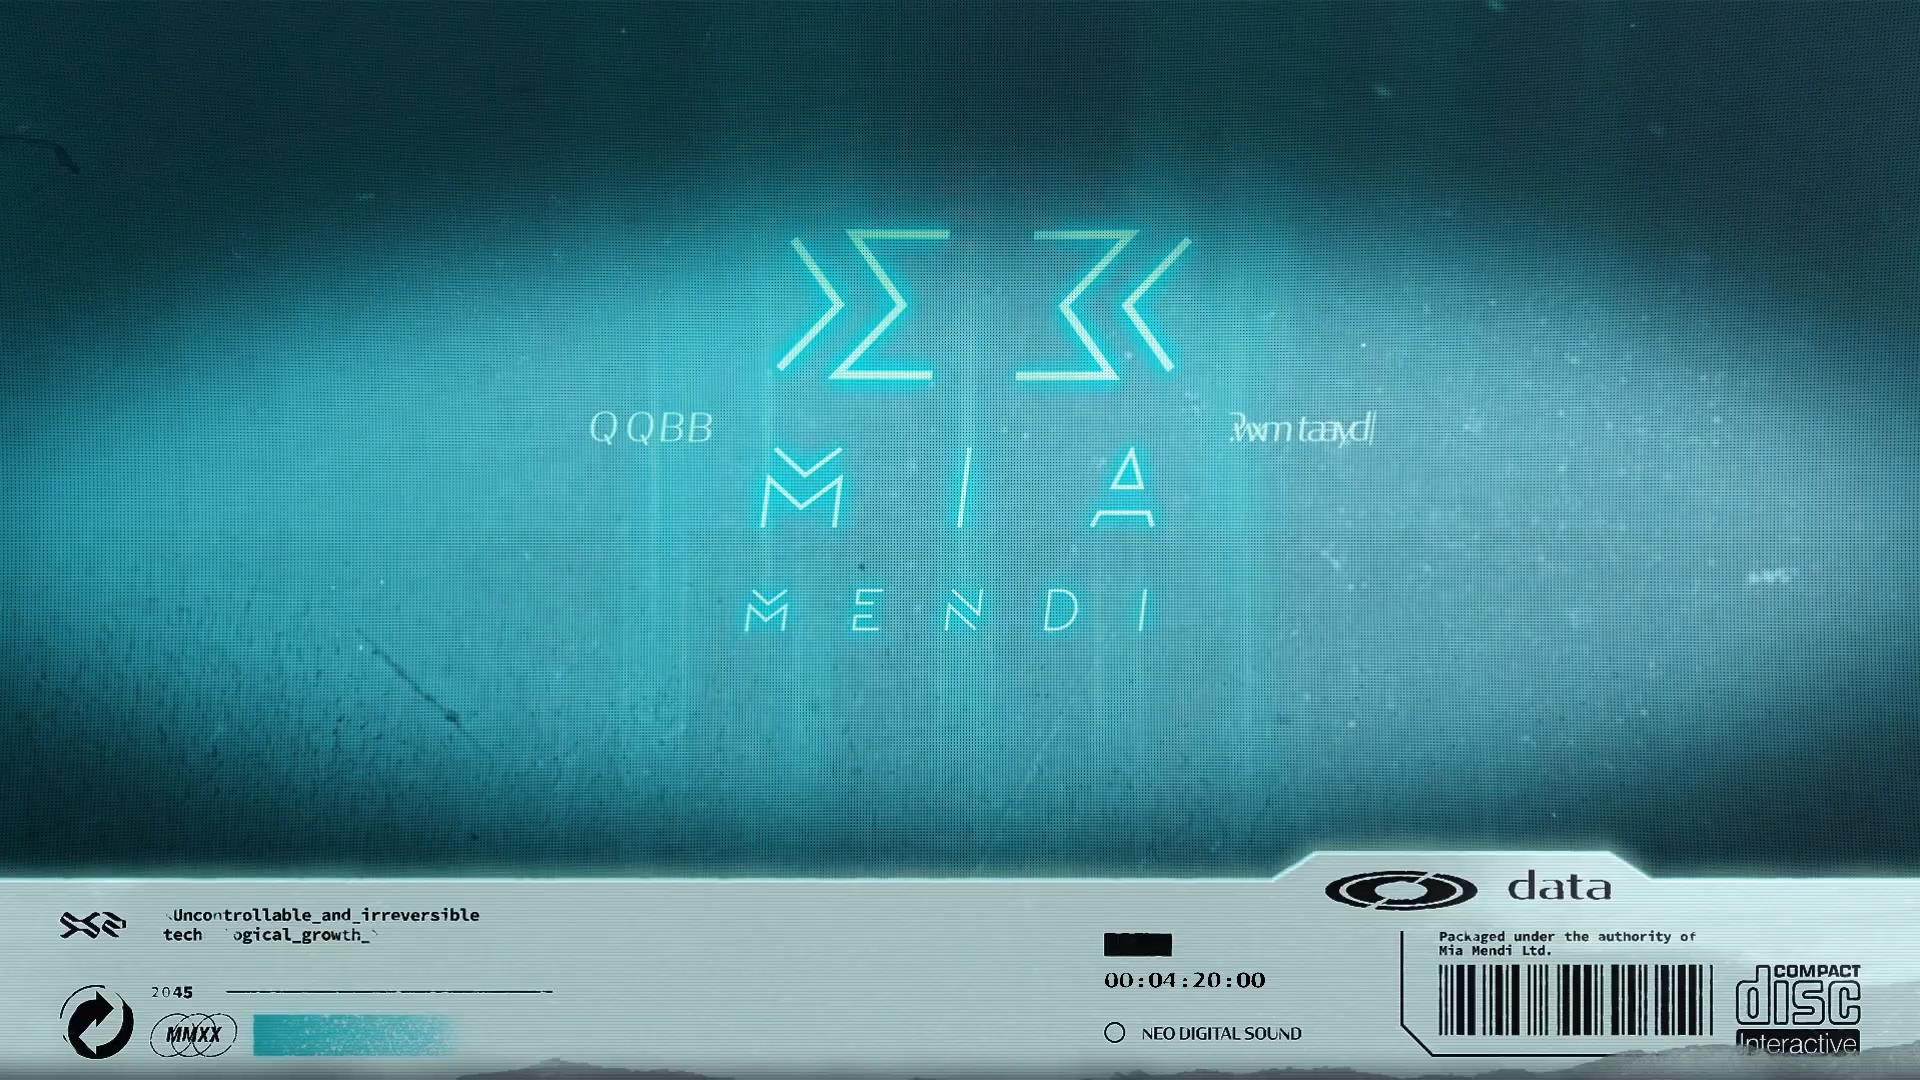 QQBB
MIA
MENDI
data
Uncontrollable_and_irreversible
tech ogical_growth_
Packaged under the authority of
Mia Mendi Ltd.
00:04:20:00
2045
MMXX
NEO DIGITAL SOUND
COMPACT
disc
Interactive